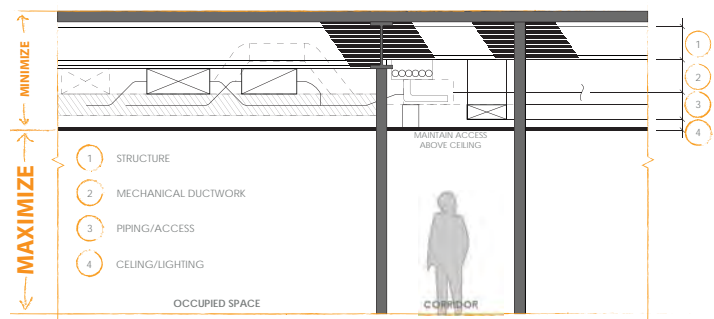 MINIMIZE
1
2
3
4
MAINTAIN ACCESS
ABOVE CEILING
MAXIMIZE
1 STRUCTURE
2 MECHANICAL DUCTWORK
3 PIPING/ACCESS
4 CELING/LIGHTING
OCCUPIED SPACE
CORRIDOR